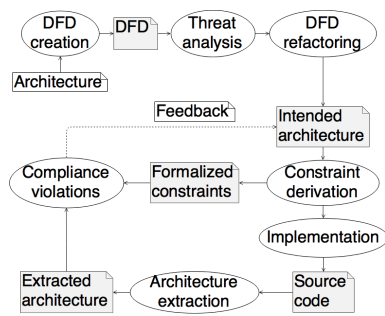 DFD
creation
DFD
Threat
analysis
DFD
refactoring
Architecture
Feedback
Intended
architecture
Compliance
violations
Formalized
constraints
Constraint
derivation
Implementation
Extracted
architecture
Architecture
extraction
Source
code